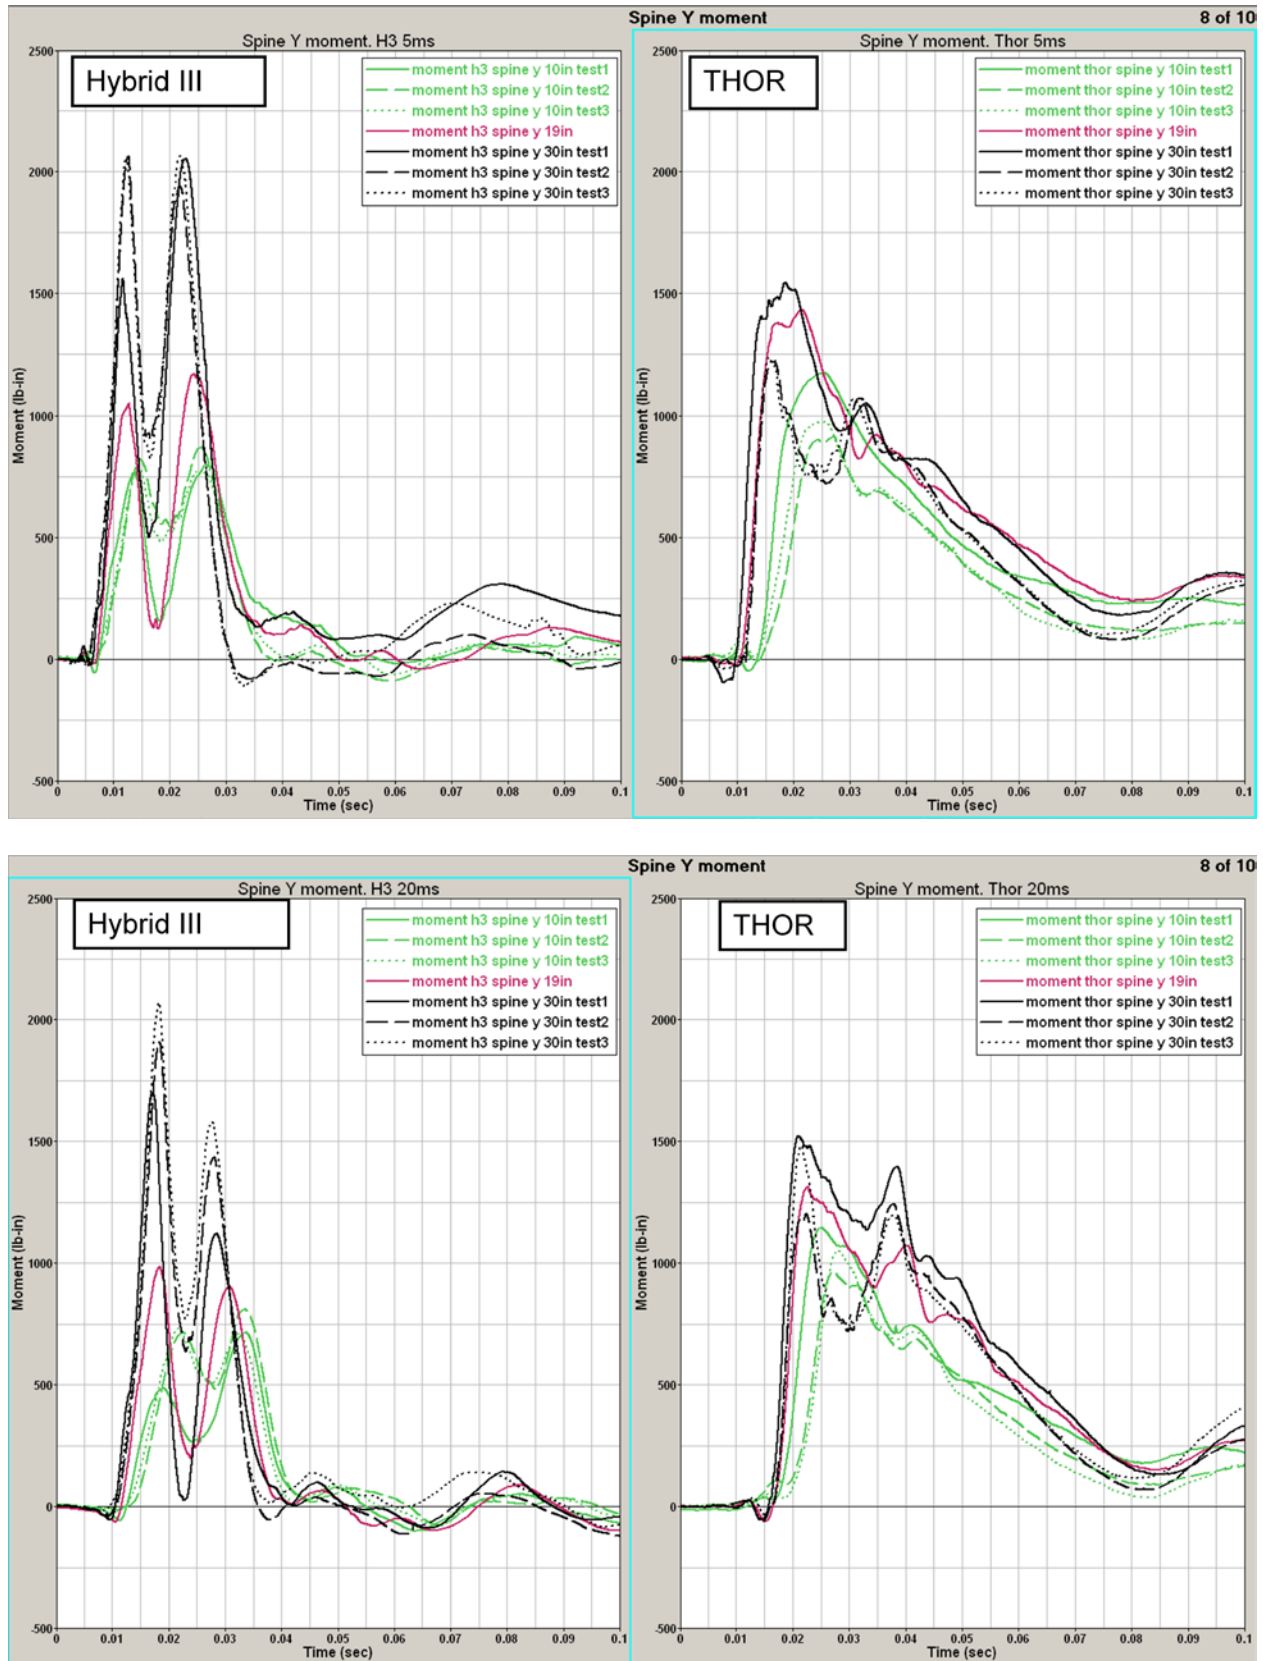 Spine Y moment
8 of 10
Spine Y moment. H3 5ms
Hybrid III
moment h3 spine y 10in test1
moment h3 spine y 10in test2
moment h3 spine y 10in test3
moment h3 spine y 19in
moment h3 spine y 30in test1
moment h3 spine y 30in test2
moment h3 spine y 30in test3
2500
2000
1500
1000
500
0
-500
Moment (lb-in)
0 0.01 0.02 0.03 0.04 0.05 0.06 0.07 0.08 0.09 0.1
Time (sec)
Spine Y moment. Thor 5ms
THOR
moment thor spine y 10in test1
moment thor spine y 10in test2
moment thor spine y 10in test3
moment thor spine y 19in
moment thor spine y 30in test1
moment thor spine y 30in test2
moment thor spine y 30in test3
2500
2000
1500
1000
500
0
-500
Moment (lb-in)
0 0.01 0.02 0.03 0.04 0.05 0.06 0.07 0.08 0.09 0.1
Time (sec)
Spine Y moment
8 of 10
Spine Y moment. H3 20ms
Hybrid III
moment h3 spine y 10in test1
moment h3 spine y 10in test2
moment h3 spine y 10in test3
moment h3 spine y 19in
moment h3 spine y 30in test1
moment h3 spine y 30in test2
moment h3 spine y 30in test3
2500
2000
1500
1000
500
0
-500
Moment (lb-in)
0 0.01 0.02 0.03 0.04 0.05 0.06 0.07 0.08 0.09 0.1
Time (sec)
Spine Y moment. Thor 20ms
THOR
moment thor spine y 10in test1
moment thor spine y 10in test2
moment thor spine y 10in test3
moment thor spine y 19in
moment thor spine y 30in test1
moment thor spine y 30in test2
moment thor spine y 30in test3
2500
2000
1500
1000
500
0
-500
Moment (lb-in)
0 0.01 0.02 0.03 0.04 0.05 0.06 0.07 0.08 0.09 0.1
Time (sec)